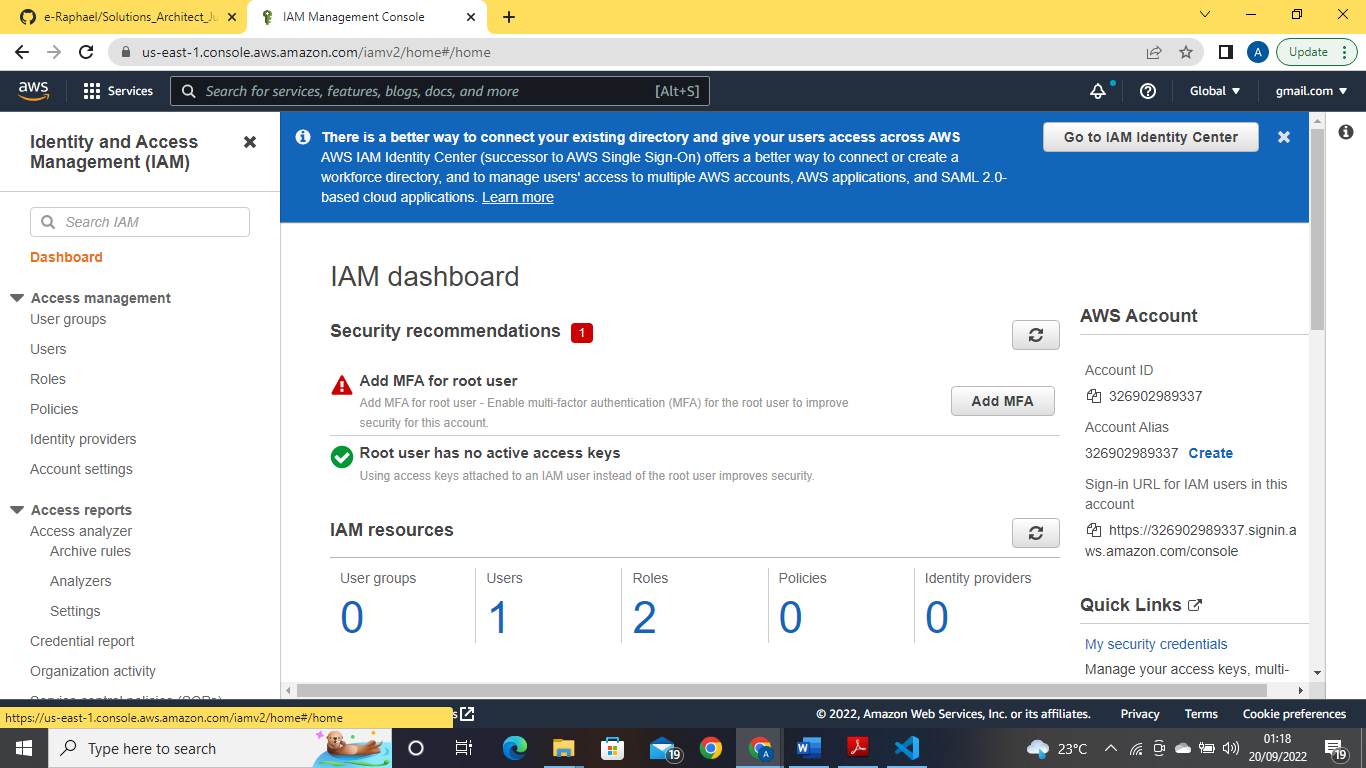 e-Raphael/Solutions_Architect_Ju
IAM Management Console
us-east-1.console.aws.amazon.com/iamv2/home#/home
A
Update
aws
Services
Search for services, features, blogs, docs, and more
[Alt+S]
Global
gmail.com
Identity and Access
Management (IAM)
Search IAM
Dashboard
Access management
User groups
Users
Roles
Policies
Identity providers
Account settings
Access reports
Access analyzer
Archive rules
Analyzers
Settings
Credential report
Organization activity
Service control policies (SCPs)
There is a better way to connect your existing directory and give your users access across AWS
AWS IAM Identity Center (successor to AWS Single Sign-On) offers a better way to connect or create a
workforce directory, and to manage users' access to multiple AWS accounts, AWS applications, and SAML 2.0-
based cloud applications. Learn more
Go to IAM Identity Center
IAM dashboard
Security recommendations 1
Add MFA for root user
Add MFA for root user - Enable multi-factor authentication (MFA) for the root user to improve
security for this account.
Add MFA
Root user has no active access keys
Using access keys attached to an IAM user instead of the root user improves security.
IAM resources
User groups
0
Users
1
Roles
2
Policies
0
Identity providers
0
AWS Account
Account ID
326902989337
Account Alias
326902989337 Create
Sign-in URL for IAM users in this
account
https://326902989337.signin.a
ws.amazon.com/console
Quick Links
My security credentials
Manage your access keys, multi-
https://us-east-1.console.aws.amazon.com/iamv2/home#/home
s
© 2022, Amazon Web Services, Inc. or its affiliates.
Privacy
Terms
Cookie preferences
Type here to search
19
A
23°C
01:18
20/09/2022
19